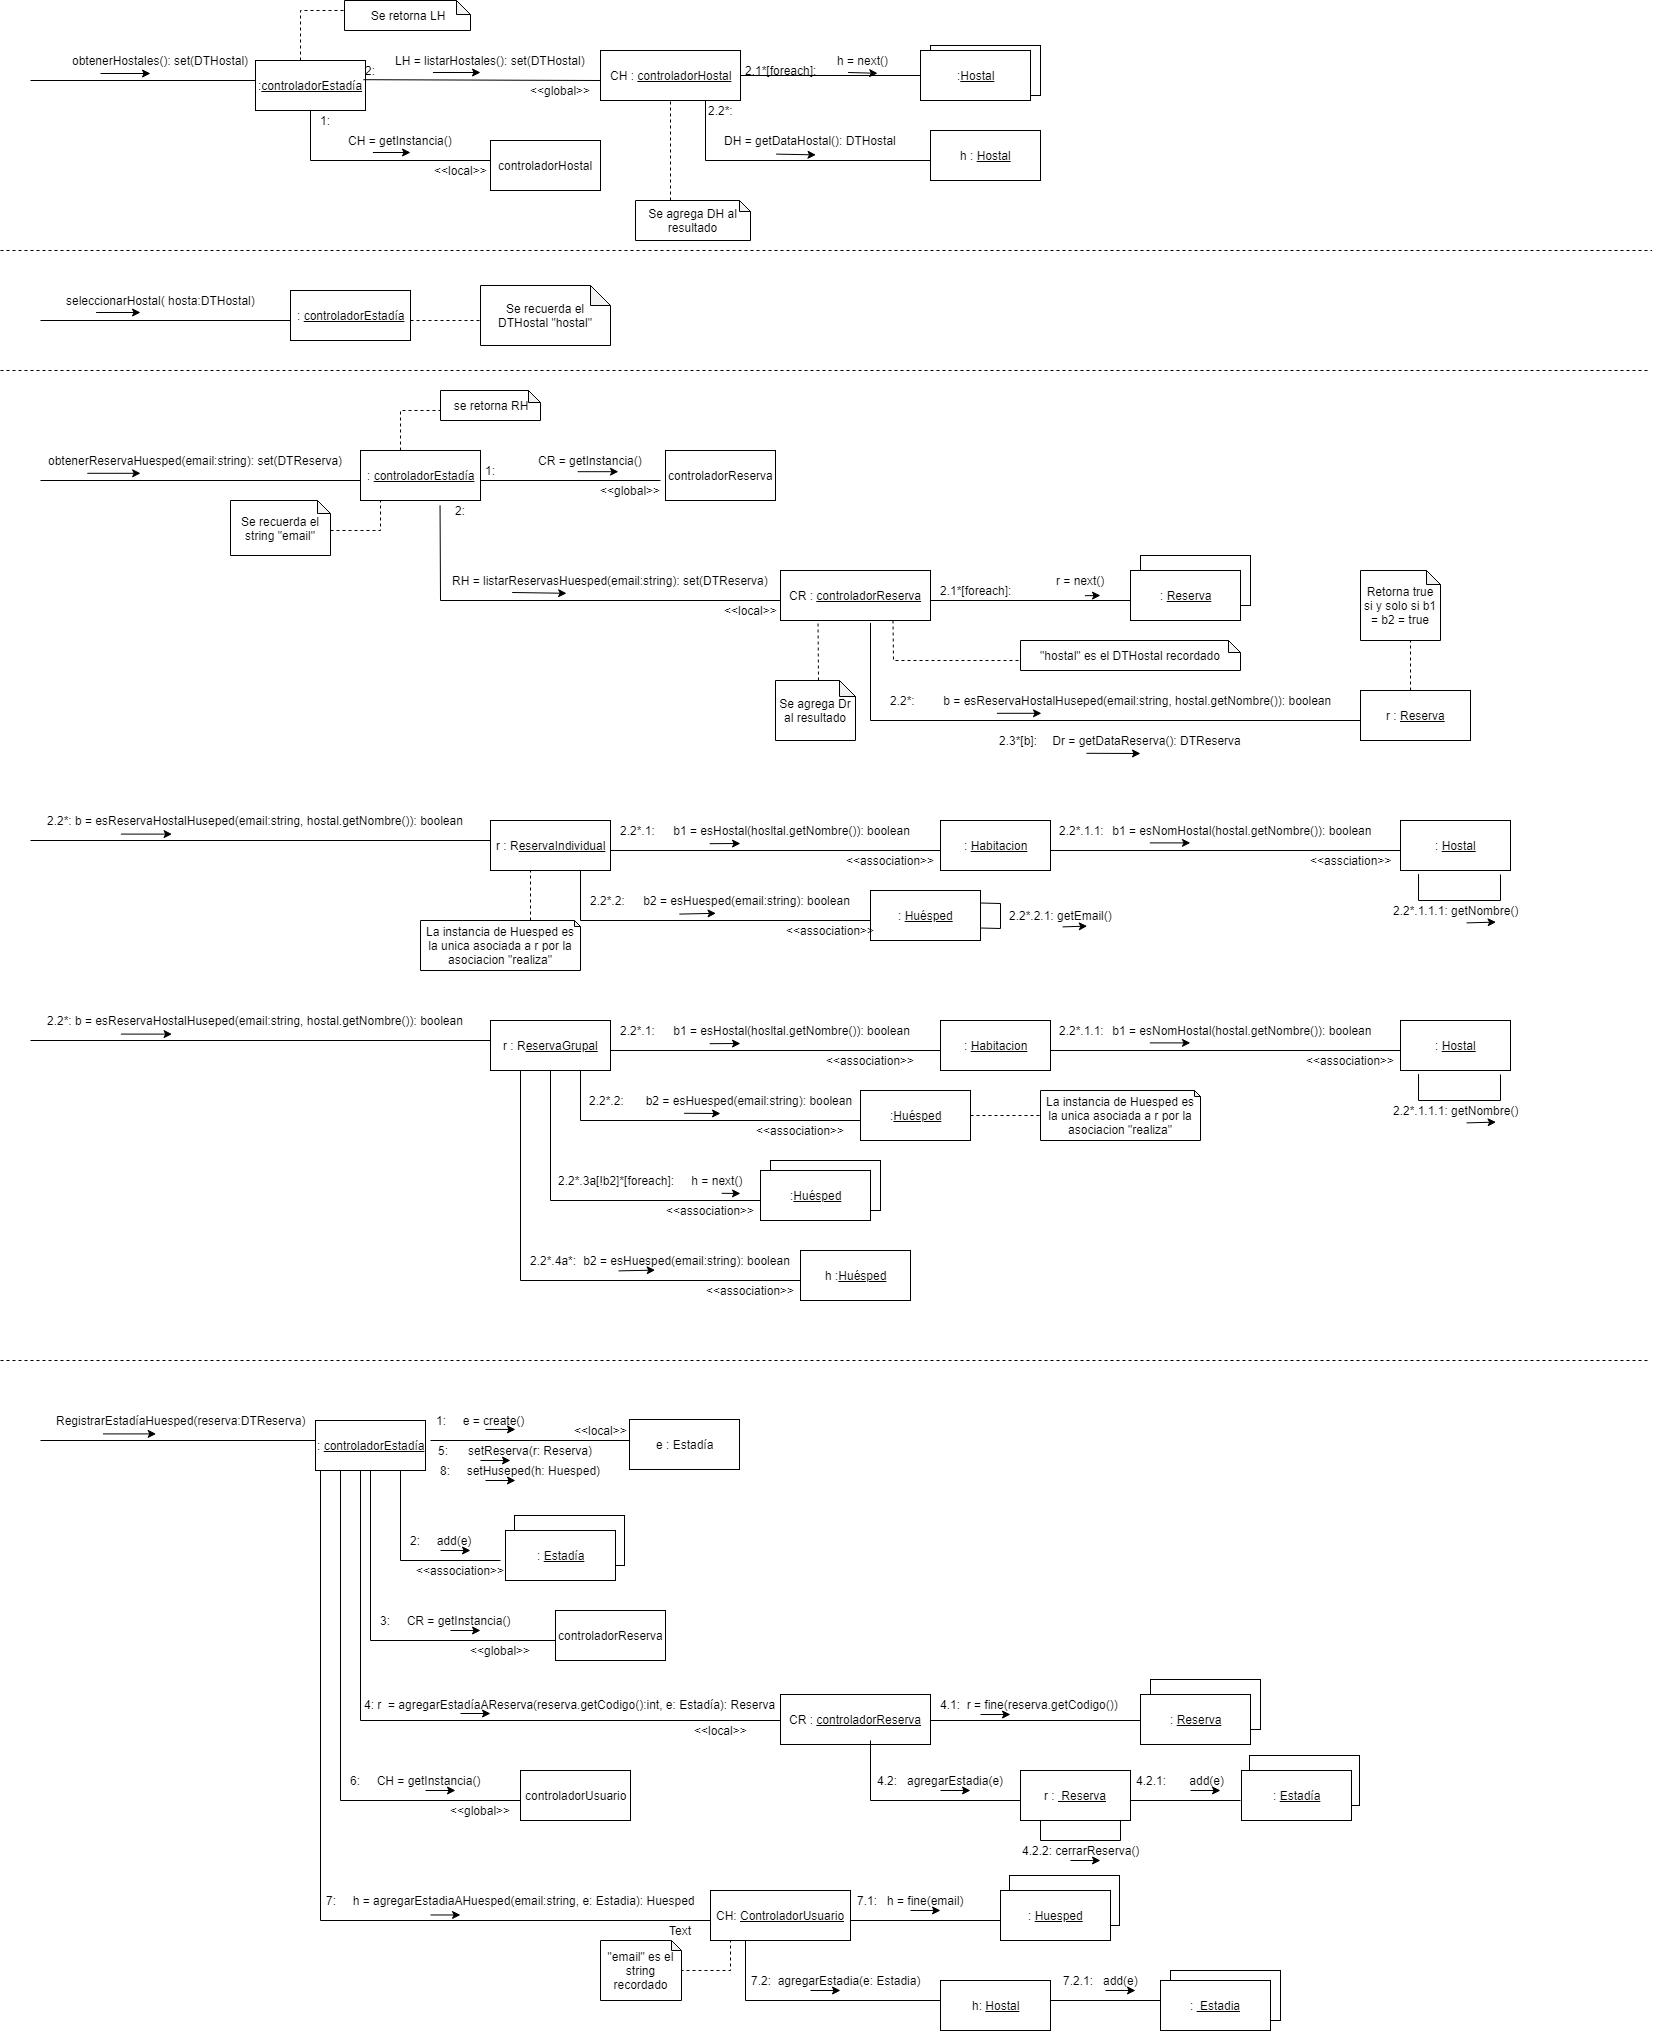 Se retorna LH
obtenerHostales(): set(DTHostal)
2:
LH = listarHostales(): set(DTHostal)
2.1*[foreach]:
h = next()
:controladorEstadía
CH : controladorHostal
:Hostal
<<global>>
1:
2.2*:
CH = getInstancia()
DH = getDataHostal(): DTHostal
controladorHostal
h : Hostal
<<local>>
Se agrega DH al
resultado
seleccionarHostal( hosta:DTHostal)
: controladorEstadía
Se recuerda el
DTHostal "hostal"
se retorna RH
obtenerReservaHuesped(email:string): set(DTReserva)
: controladorEstadía
1:
CR = getInstancia()
controladorReserva
<<global>>
2:
Se recuerda el
string "email"
RH = listarReservasHuesped(email:string): set(DTReserva)
<<local>>
CR : controladorReserva
2.1*[foreach]:
r = next()
: Reserva
Retorna true
si y solo si b1
= b2 = true
"hostal" es el DTHostal recordado
Se agrega Dr
al resultado
2.2*:
b = esReservaHostalHuseped(email:string, hostal.getNombre()): boolean
r : Reserva
2.3*[b]:
Dr = getDataReserva(): DTReserva
2.2*: b = esReservaHostalHuseped(email:string, hostal.getNombre()): boolean
r : ReservaIndividual
2.2*.1:
b1 = esHostal(hosltal.getNombre()): boolean
<<association>>
: Habitacion
2.2*.1.1:
b1 = esNomHostal(hostal.getNombre()): boolean
<<assciation>>
: Hostal
2.2*.2:
b2 = esHuesped(email:string): boolean
<<association>>
: Huésped
2.2*.2.1: getEmail()
2.2*.1.1.1: getNombre()
La instancia de Huesped es
la unica asociada a r por la
asociacion "realiza"
2.2*: b = esReservaHostalHuseped(email:string, hostal.getNombre()): boolean
r : ReservaGrupal
2.2*.1:
b1 = esHostal(hosltal.getNombre()): boolean
<<association>>
: Habitacion
2.2*.1.1:
b1 = esNomHostal(hostal.getNombre()): boolean
<<association>>
: Hostal
2.2*.2:
b2 = esHuesped(email:string): boolean
<<association>>
:Huésped
La instancia de Huesped es
la unica asociada a r por la
asociacion "realiza"
2.2*.1.1.1: getNombre()
2.2*.3a[!b2]*[foreach]:
h = next()
<<association>>
:Huésped
2.2*.4a*:
b2 = esHuesped(email:string): boolean
<<association>>
h :Huésped
RegistrarEstadíaHuesped(reserva:DTReserva)
: controladorEstadía
1:
e = create()
<<local>>
e : Estadía
5:
setReserva(r: Reserva)
8:
setHuseped(h: Huesped)
2:
add(e)
<<association>>
: Estadía
3:
CR = getInstancia()
<<global>>
controladorReserva
4: r = agregarEstadíaAReserva(reserva.getCodigo():int, e: Estadía): Reserva
<<local>>
CR : controladorReserva
4.1:
r = fine(reserva.getCodigo())
: Reserva
6:
CH = getInstancia()
<<global>>
controladorUsuario
4.2:
agregarEstadia(e)
r : Reserva
4.2.1:
add(e)
: Estadía
4.2.2: cerrarReserva()
7:
h = agregarEstadiaAHuesped(email:string, e: Estadia): Huesped
Text
CH: ControladorUsuario
7.1:
h = fine(email)
: Huesped
"email" es el
string
recordado
7.2:
agregarEstadia(e: Estadia)
h: Hostal
7.2.1:
add(e)
: Estadia